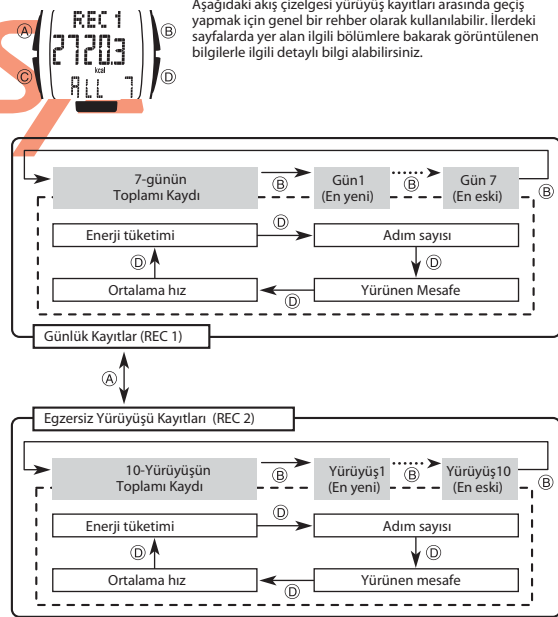 Aşağıdaki akış çizelgesi yürüyüş kayıtları arasında geçiş
yapmak için genel bir rehber olarak kullanılabilir. İlerdeki
sayfalarda yer alan ilgili bölümlere bakarak görüntülenen
bilgilerle ilgili detaylı bilgi alabilirsiniz.
A
B
C
D
REC 1
27203
kcal
ALL 7
7-günün
Toplamı Kaydı
B
Gün1
(En yeni)
B
Gün 7
(En eski)
B
Enerji tüketimi
D
Adım sayısı
D
D
Ortalama hız
D
Yürünen Mesafe
Günlük Kayıtlar (REC 1)
A
Egzersiz Yürüyüşü Kayıtları (REC 2)
10-Yürüyüşün
Toplamı Kaydı
B
Yürüyüş1
(En yeni)
B
Yürüyüş10
(En eski)
B
Enerji tüketimi
D
Adım sayısı
D
D
Ortalama hız
D
Yürünen mesafe